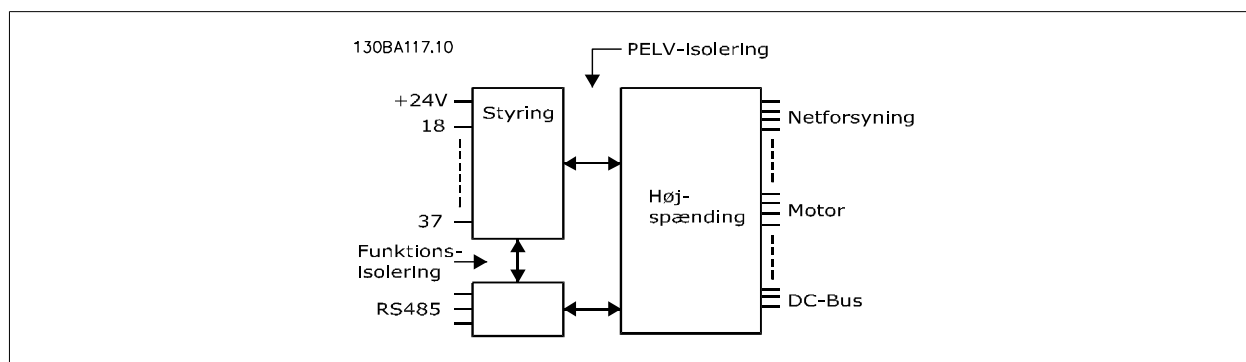 130BA117.10
PELV-isolering
+24V
Styring
18
37
Funktions-
isolering
RS485
Høj-
spænding
Netforsyning
Motor
DC-Bus